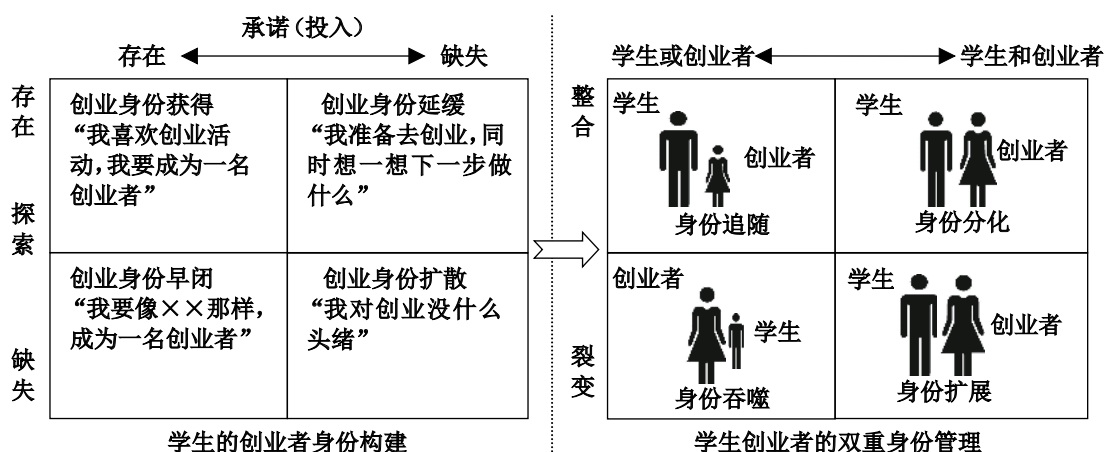 承诺(投入)
存在
缺失
存在
探索
缺失
创业身份获得
“我喜欢创业活
动,我要成为一名
创业者”
创业身份延缓
“我准备去创业,同
时想一想下一步做
什么”
创业身份早闭
“我要像××那样,
成为一名创业者”
创业身份扩散
“我对创业没什么
头绪”
学生的创业者身份构建
学生或创业者
学生和创业者
整合
裂变
学生
创业者
身份追随
学生
创业者
身份分化
创业者
学生
身份吞噬
学生
创业者
身份扩展
学生创业者的双重身份管理